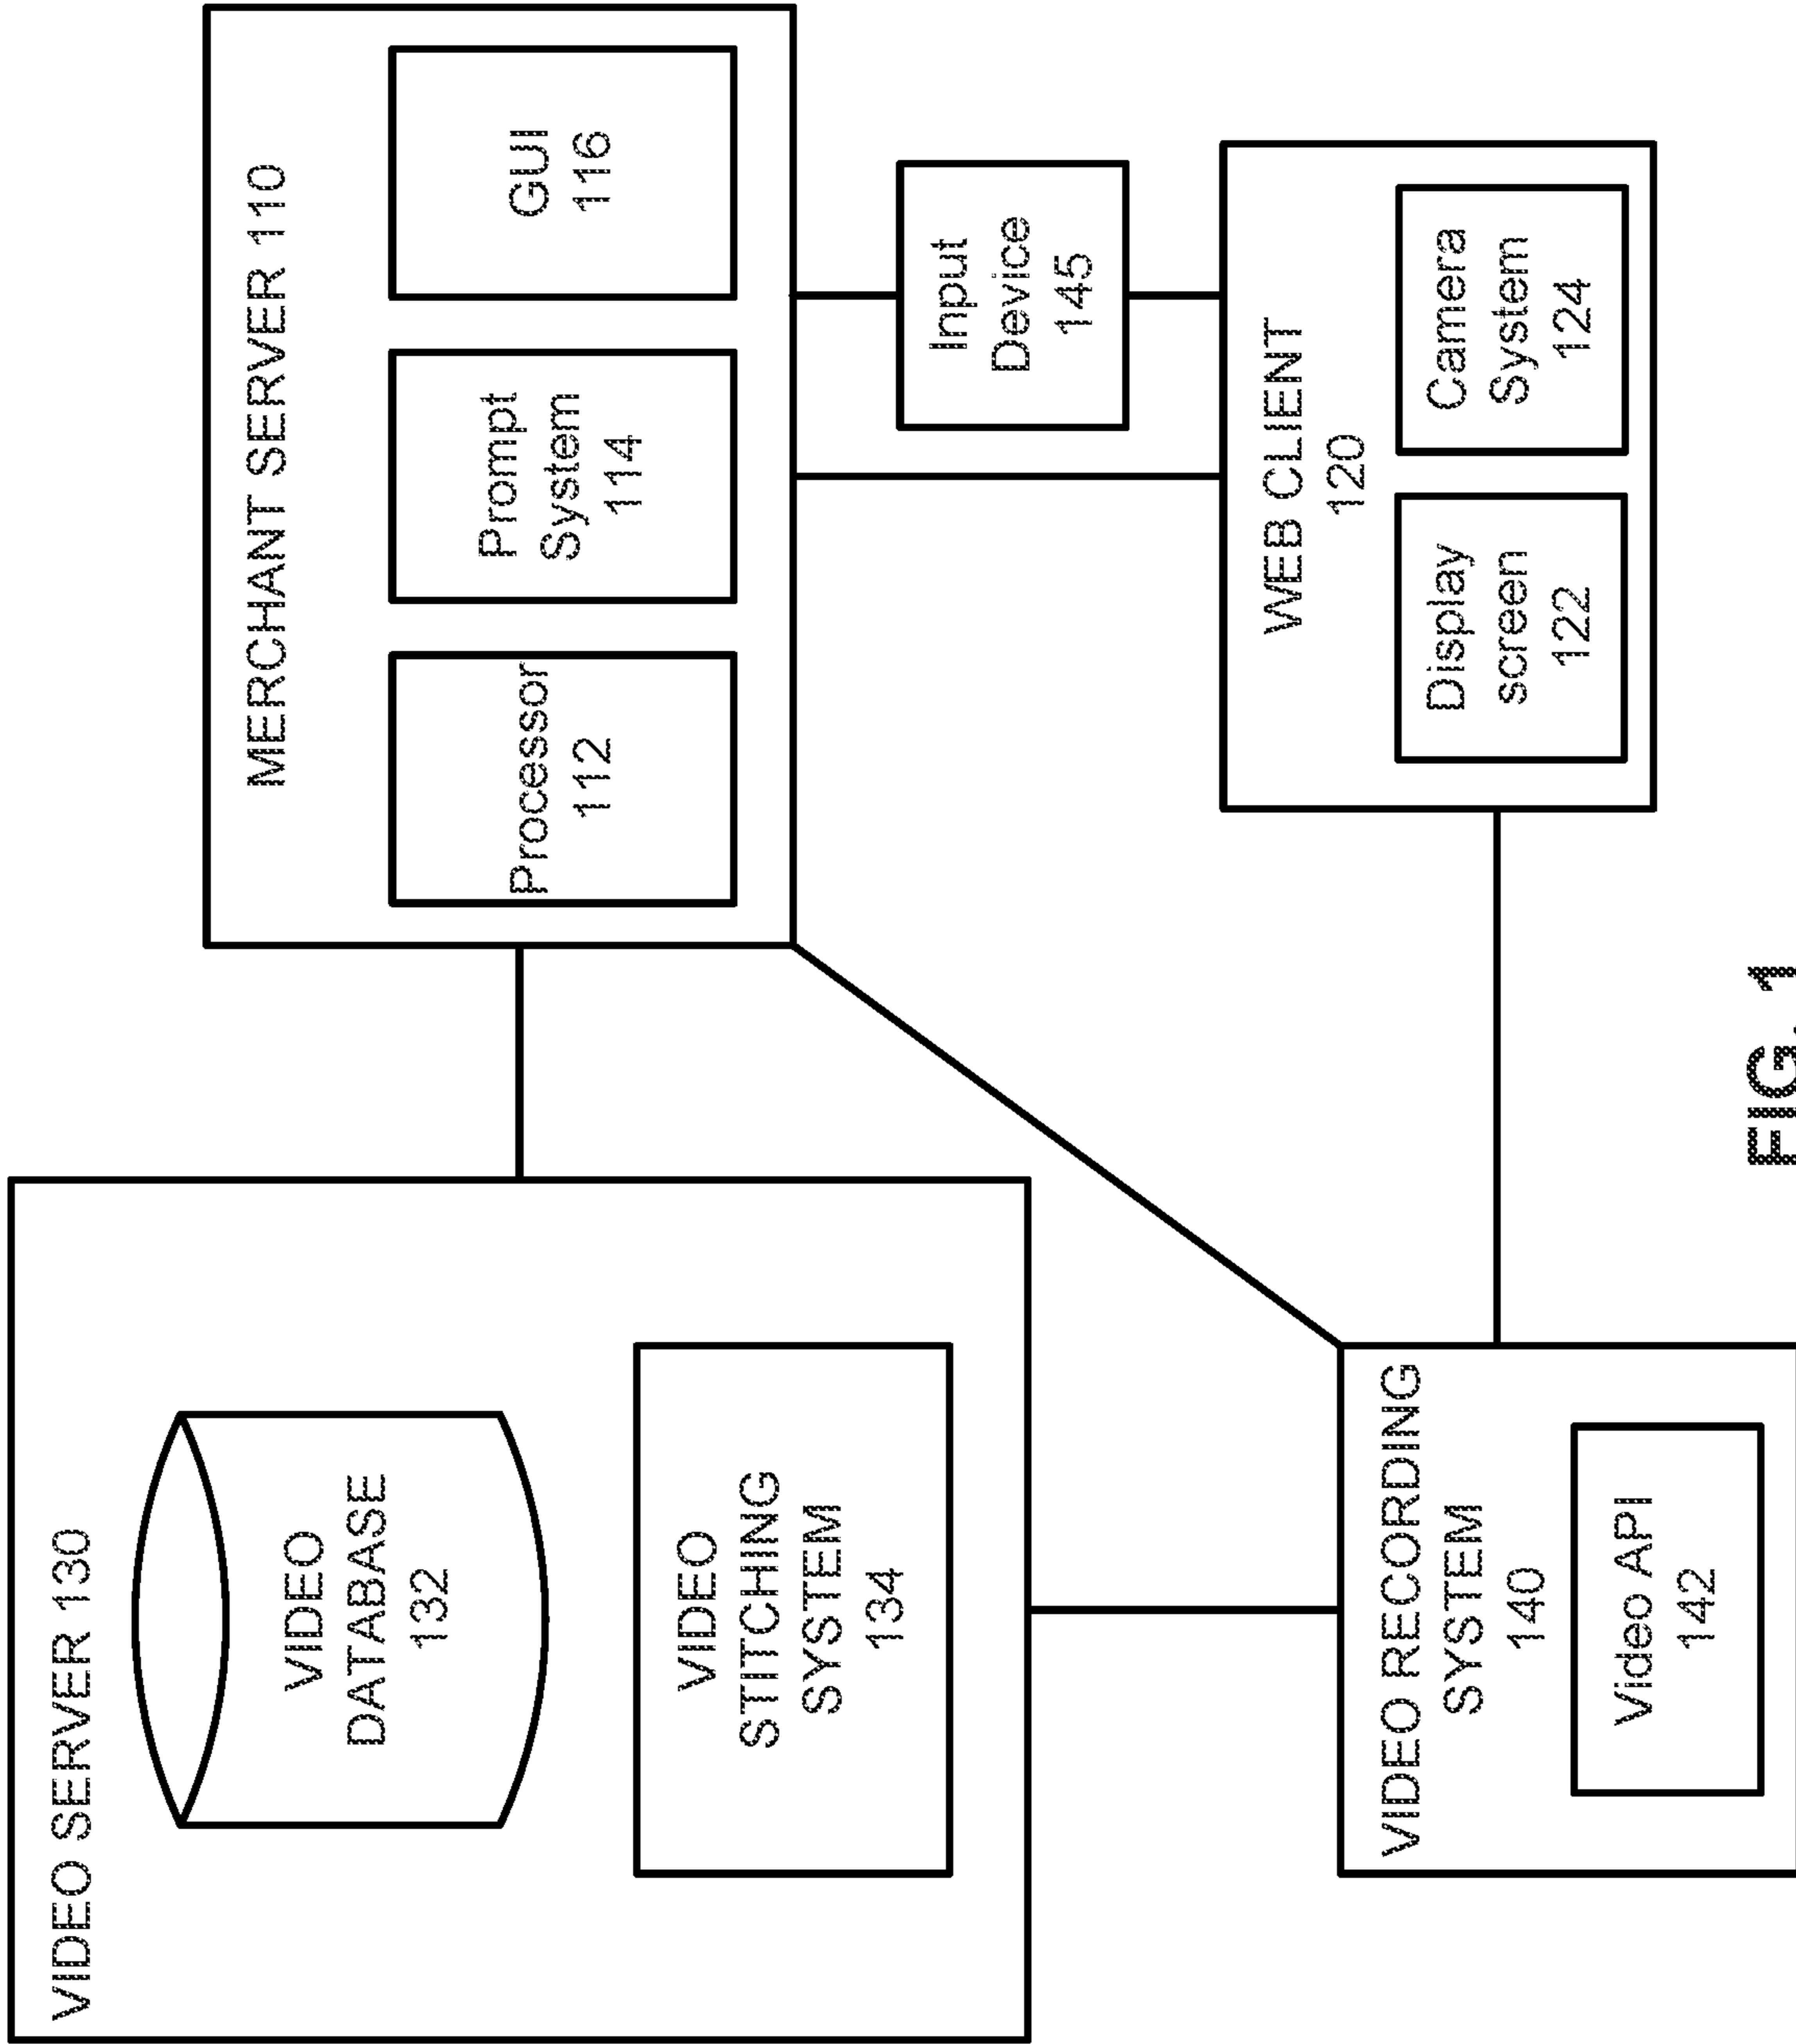 VIDEO SERVER 130
VIDEO
DATABASE
132
VIDEO
STITCHING
SYSTEM
134
MERCHANT SERVER 110
Processor
112
Prompt
System
114
GUI
116
Input
Device
145
VIDEO RECORDING
SYSTEM
140
Video API
142
WEB CLIENT
120
Display
screen
122
Camera
System
124
FIG. 1